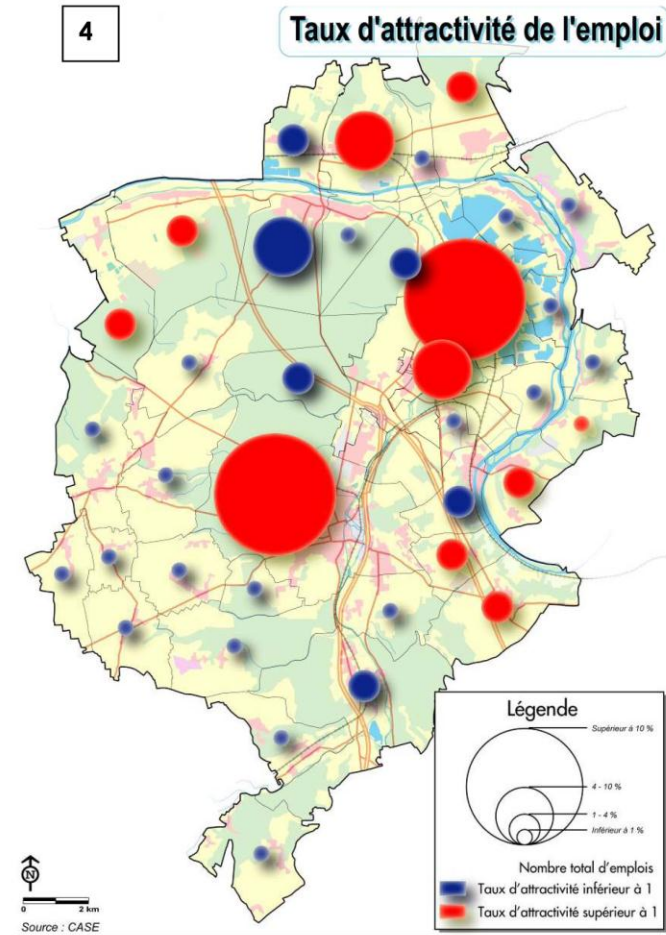 4
Taux d'attractivité de l'emploi
Légende
Supérieur à 10 %
4 - 10 %
1 - 4 %
Inférieur à 1 %
Nombre total d'emplois
Taux d'attractivité inférieur à 1
Taux d'attractivité supérieur à 1
N
0 2 km
Source : CASE